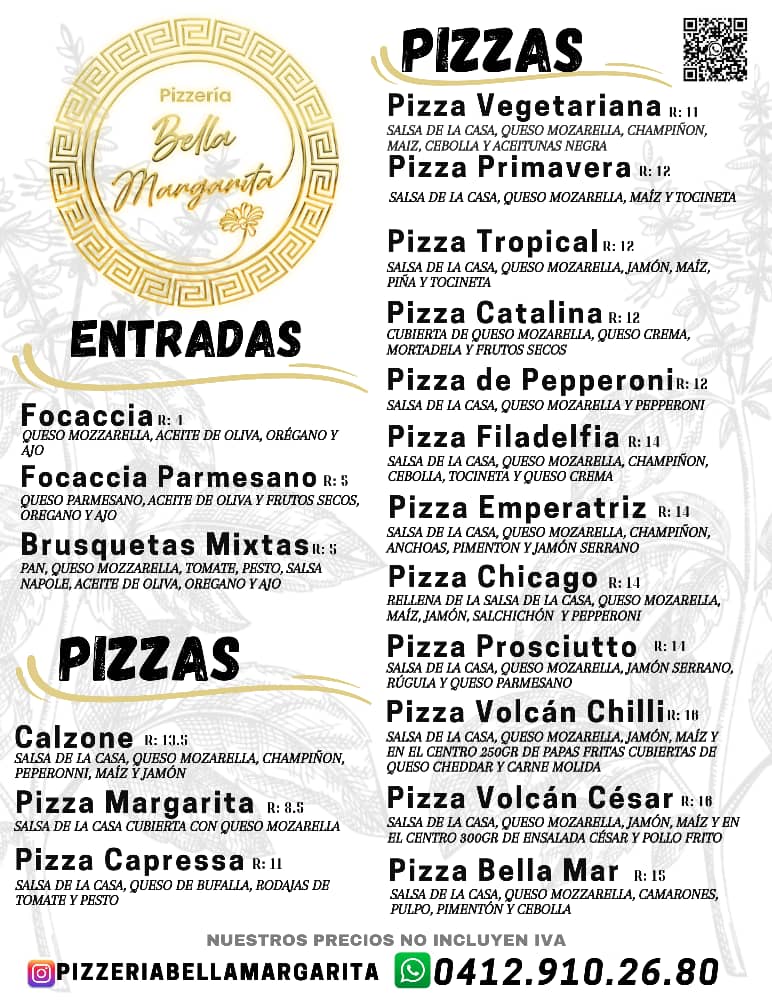 Pizzería
Bella
Margarita
ENTRADAS
Focaccia R: 4
QUESO MOZZARELLA, ACEITE DE OLIVA, ORÉGANO Y
AJO
Focaccia Parmesano R: 5
QUESO PARMESANO, ACEITE DE OLIVA Y FRUTOS SECOS,
OREGANO Y AJO
Brusquetas Mixtas R: 5
PAN, QUESO MOZZARELLA, TOMATE, PESTO, SALSA
NAPOLE, ACEITE DE OLIVA, OREGANO Y AJO
PIZZAS
Calzone R: 13.5
SALSA DE LA CASA, QUESO MOZARELLA, CHAMPIÑON,
PEPERONNI, MAÍZ Y JAMÓN
Pizza Margarita R: 8.5
SALSA DE LA CASA CUBIERTA CON QUESO MOZARELLA
Pizza Capressa R: 11
SALSA DE LA CASA, QUESO DE BUFALLA, RODAJAS DE
TOMATE Y PESTO
PIZZAS
Pizza Vegetariana R: 11
SALSA DE LA CASA, QUESO MOZARELLA, CHAMPIÑON,
MAIZ, CEBOLLA Y ACEITUNAS NEGRA
Pizza Primavera R: 12
SALSA DE LA CASA, QUESO MOZARELLA, MAÍZ Y TOCINETA
Pizza Tropical R: 12
SALSA DE LA CASA, QUESO MOZARELLA, JAMÓN, MAÍZ,
PIÑA Y TOCINETA
Pizza Catalina R: 12
CUBIERTA DE QUESO MOZARELLA, QUESO CREMA,
MORTADELA Y FRUTOS SECOS
Pizza de Pepperoni R: 12
SALSA DE LA CASA, QUESO MOZARELLA Y PEPPERONI
Pizza Filadelfia R: 14
SALSA DE LA CASA, QUESO MOZARELLA, CHAMPIÑON,
CEBOLLA, TOCINETA Y QUESO CREMA
Pizza Emperatriz R: 14
SALSA DE LA CASA, QUESO MOZARELLA, CHAMPIÑON,
ANCHOAS, PIMENTON Y JAMÓN SERRANO
Pizza Chicago R: 14
RELLENA DE LA SALSA DE LA CASA, QUESO MOZARELLA,
MAÍZ, JAMÓN, SALCHICHÓN Y PEPPERONI
Pizza Prosciutto R: 14
SALSA DE LA CASA, QUESO MOZARELLA, JAMÓN SERRANO,
RÚGULA Y QUESO PARMESANO
Pizza Volcán Chilli R: 16
SALSA DE LA CASA, QUESO MOZARELLA, JAMÓN, MAÍZ Y
EN EL CENTRO 250GR DE PAPAS FRITAS CUBIERTAS DE
QUESO CHEDDAR Y CARNE MOLIDA
Pizza Volcán César R: 16
SALSA DE LA CASA, QUESO MOZARELLA, JAMÓN, MAÍZ Y EN
EL CENTRO 300GR DE ENSALADA CÉSAR Y POLLO FRITO
Pizza Bella Mar R: 15
SALSA DE LA CASA, QUESO MOZZARELLA, CAMARONES,
PULPO, PIMENTÓN Y CEBOLLA
NUESTROS PRECIOS NO INCLUYEN IVA
PIZZERIABELLAMARGARITA 0412.910.26.80